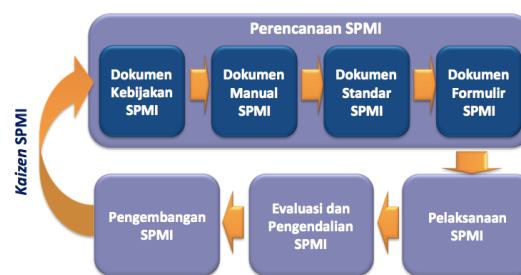 Perencanaan SPMI
Dokumen
Kebijakan
SPMI
Dokumen
Manual
SPMI
Dokumen
Standar
SPMI
Dokumen
Formulir
SPMI
Kaizen SPMI
Pengembangan
SPMI
Evaluasi dan
Pengendalian
SPMI
Pelaksanaan
SPMI